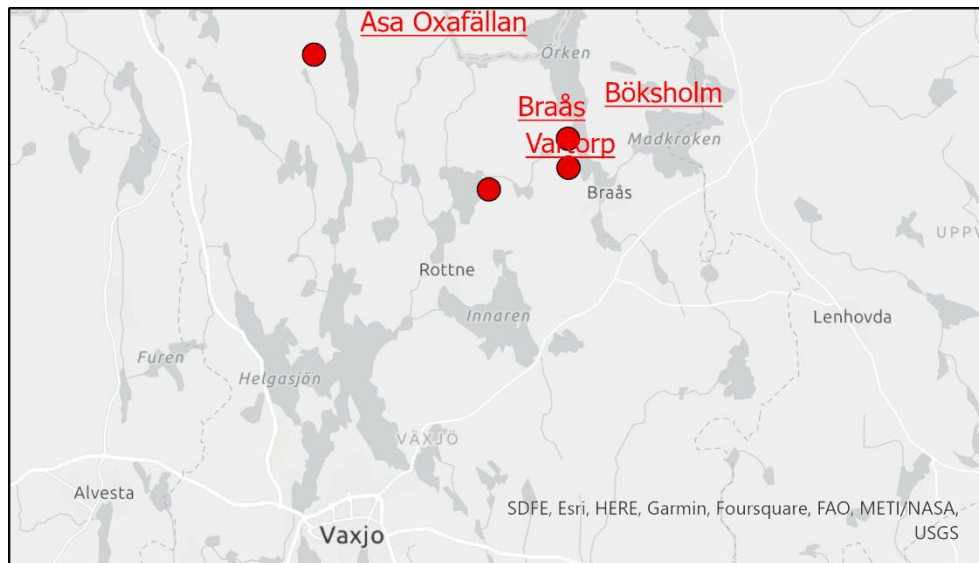 Asa Oxafällan
Örken
Böksholm
Braås
Madkroken
Vartorp
Braås
UPPV
Rottne
Innaren
Lenhovda
Furen
Helgasjön
VÄXJÖ
Alvesta
SDFE, Esri, HERE, Garmin, Foursquare, FAO, METI/NASA,
USGS
Vaxjo